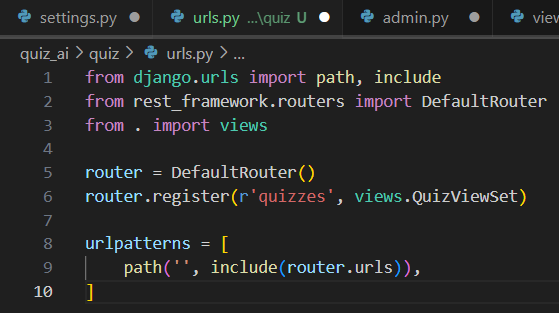 settings.py urls.py ...\quiz U admin.py view
quiz_ai > quiz > urls.py > ...
1 from django.urls import path, include
2 from rest_framework.routers import DefaultRouter
3 from . import views
4
5 router = DefaultRouter()
6 router.register(r'quizzes', views.QuizViewSet)
7
8 urlpatterns = [
9     path('', include(router.urls)),
10 ]